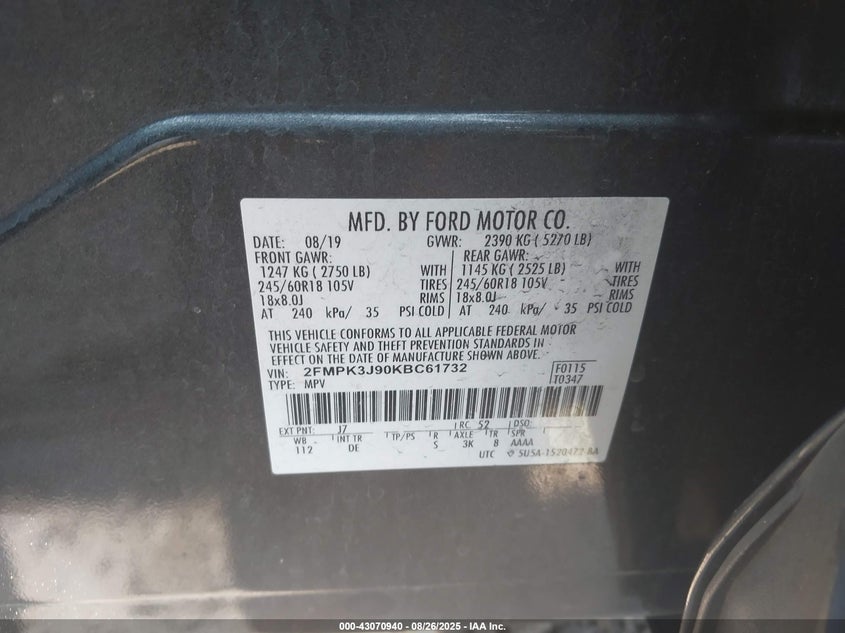 MFD. BY FORD MOTOR CO.
DATE: 08/19 GVWR: 2390 KG ( 5270 LB)
FRONT GAWR: REAR GAWR:
1247 KG ( 2750 LB) WITH 1145 KG ( 2525 LB) WITH
245/60R18 105V TIRES 245/60R18 105V TIRES
18x8.0J RIMS 18x8.0J RIMS
AT 240 kPa/ 35 PSI COLD AT 240 kPa/ 35 PSI COLD
THIS VEHICLE CONFORMS TO ALL APPLICABLE FEDERAL MOTOR
VEHICLE SAFETY AND THEFT PREVENTION STANDARDS IN
EFFECT ON THE DATE OF MANUFACTURE SHOWN ABOVE.
VIN: 2FMPK3J90KBC61732 F0115
TYPE: MPV T0347
EXT PNT: J7 RC: 52 DSO:
WB INT TR TP/PS R AXLE TR SPR
112 DE S 3K 8 AAAA
UTC 5U5A-1520472-BA
000-43070940 - 08/26/2025 - IAA Inc.